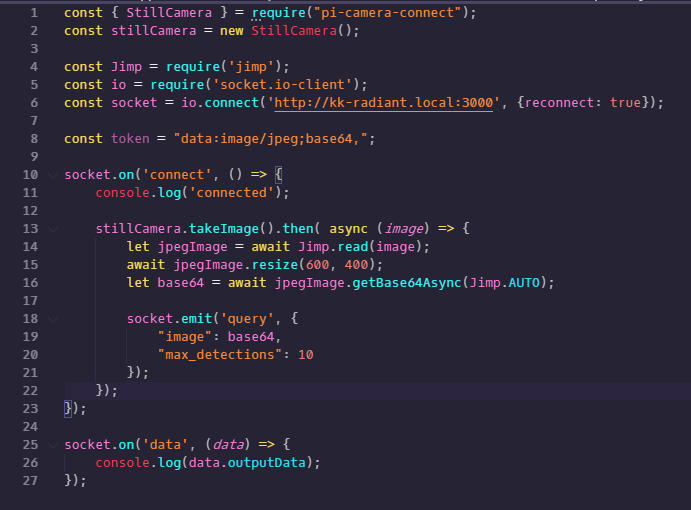 1 const { StillCamera } = require("pi-camera-connect");
2 const stillCamera = new StillCamera();
3
4 const Jimp = require('jimp');
5 const io = require('socket.io-client');
6 const socket = io.connect('http://kk-radiant.local:3000', {reconnect: true});
7
8 const token = "data:image/jpeg;base64,";
9
10 socket.on('connect', () => {
11     console.log('connected');
12
13     stillCamera.takeImage().then( async (image) => {
14         let jpegImage = await Jimp.read(image);
15         await jpegImage.resize(600, 400);
16         let base64 = await jpegImage.getBase64Async(Jimp.AUTO);
17
18         socket.emit('query', {
19             "image": base64,
20             "max_detections": 10
21         });
22     });
23 });
24
25 socket.on('data', (data) => {
26     console.log(data.outputData);
27 });